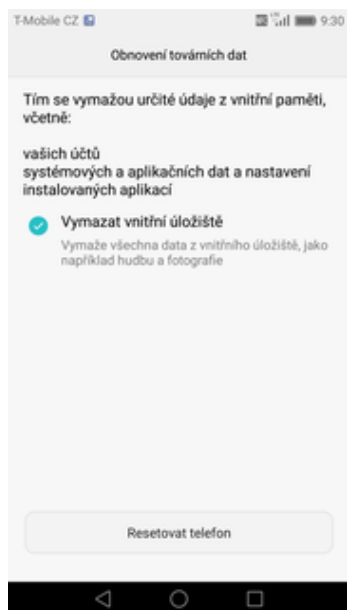 T-Mobile CZ 9:30
Obnovení továrních dat
Tím se vymažou určité údaje z vnitřní paměti,
včetně:
vašich účtů
systémových a aplikačních dat a nastavení
instalovaných aplikací
Vymazat vnitřní úložiště
Vymaže všechna data z vnitřního úložiště, jako
například hudbu a fotografie
Resetovat telefon